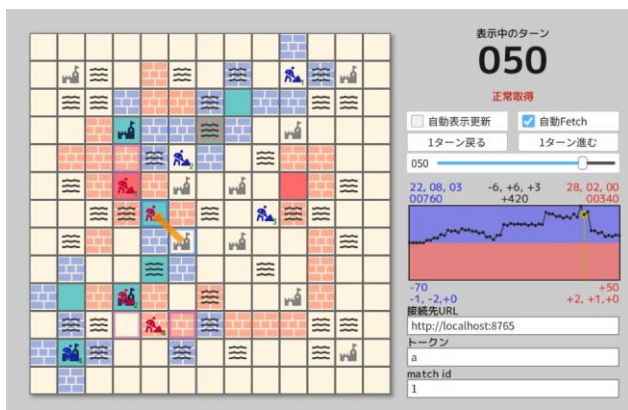 表示中のターン
050
正常取得
自動表示更新
自動Fetch
1ターン戻る
1ターン進む
050
22, 08, 03
-6, +6, +3
28, 02, 00
00760
+420
00340
-70
+50
-1, -2,+0
+2, +1,+0
接続先URL
http://localhost:8765
トークン
a
match id
1